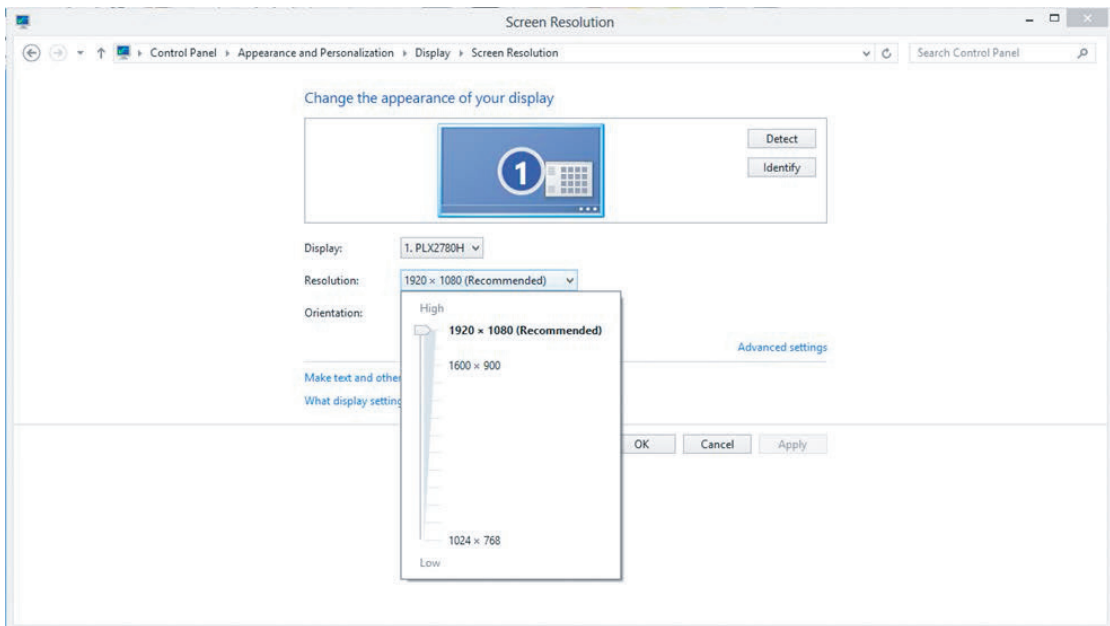 Screen Resolution
Control Panel Appearance and Personalization Display Screen Resolution
Search Control Panel
Change the appearance of your display
1
Detect
Identify
Display: 1. PLX2780H
Resolution: 1920 × 1080 (Recommended)
Orientation:
High
1920 × 1080 (Recommended)
1600 × 900
1024 × 768
Low
Advanced settings
Make text and other
What display setting
OK Cancel Apply